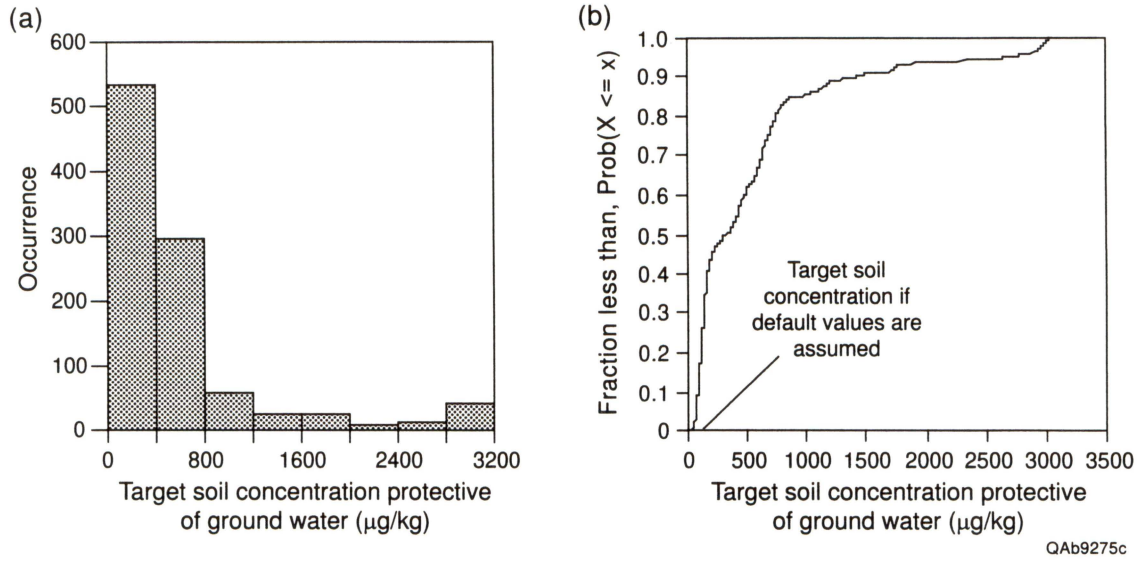 (a)
600
500
400
300
200
100
0
Occurrence
0 800 1600 2400 3200
Target soil concentration protective
of ground water (µg/kg)
(b)
1.0
0.9
0.8
0.7
0.6
0.5
0.4
0.3
0.2
0.1
0
Fraction less than, Prob(X <= x)
Target soil
concentration if
default values are
assumed
0 500 1000 1500 2000 2500 3000 3500
Target soil concentration protective
of ground water (µg/kg)
QAb9275c